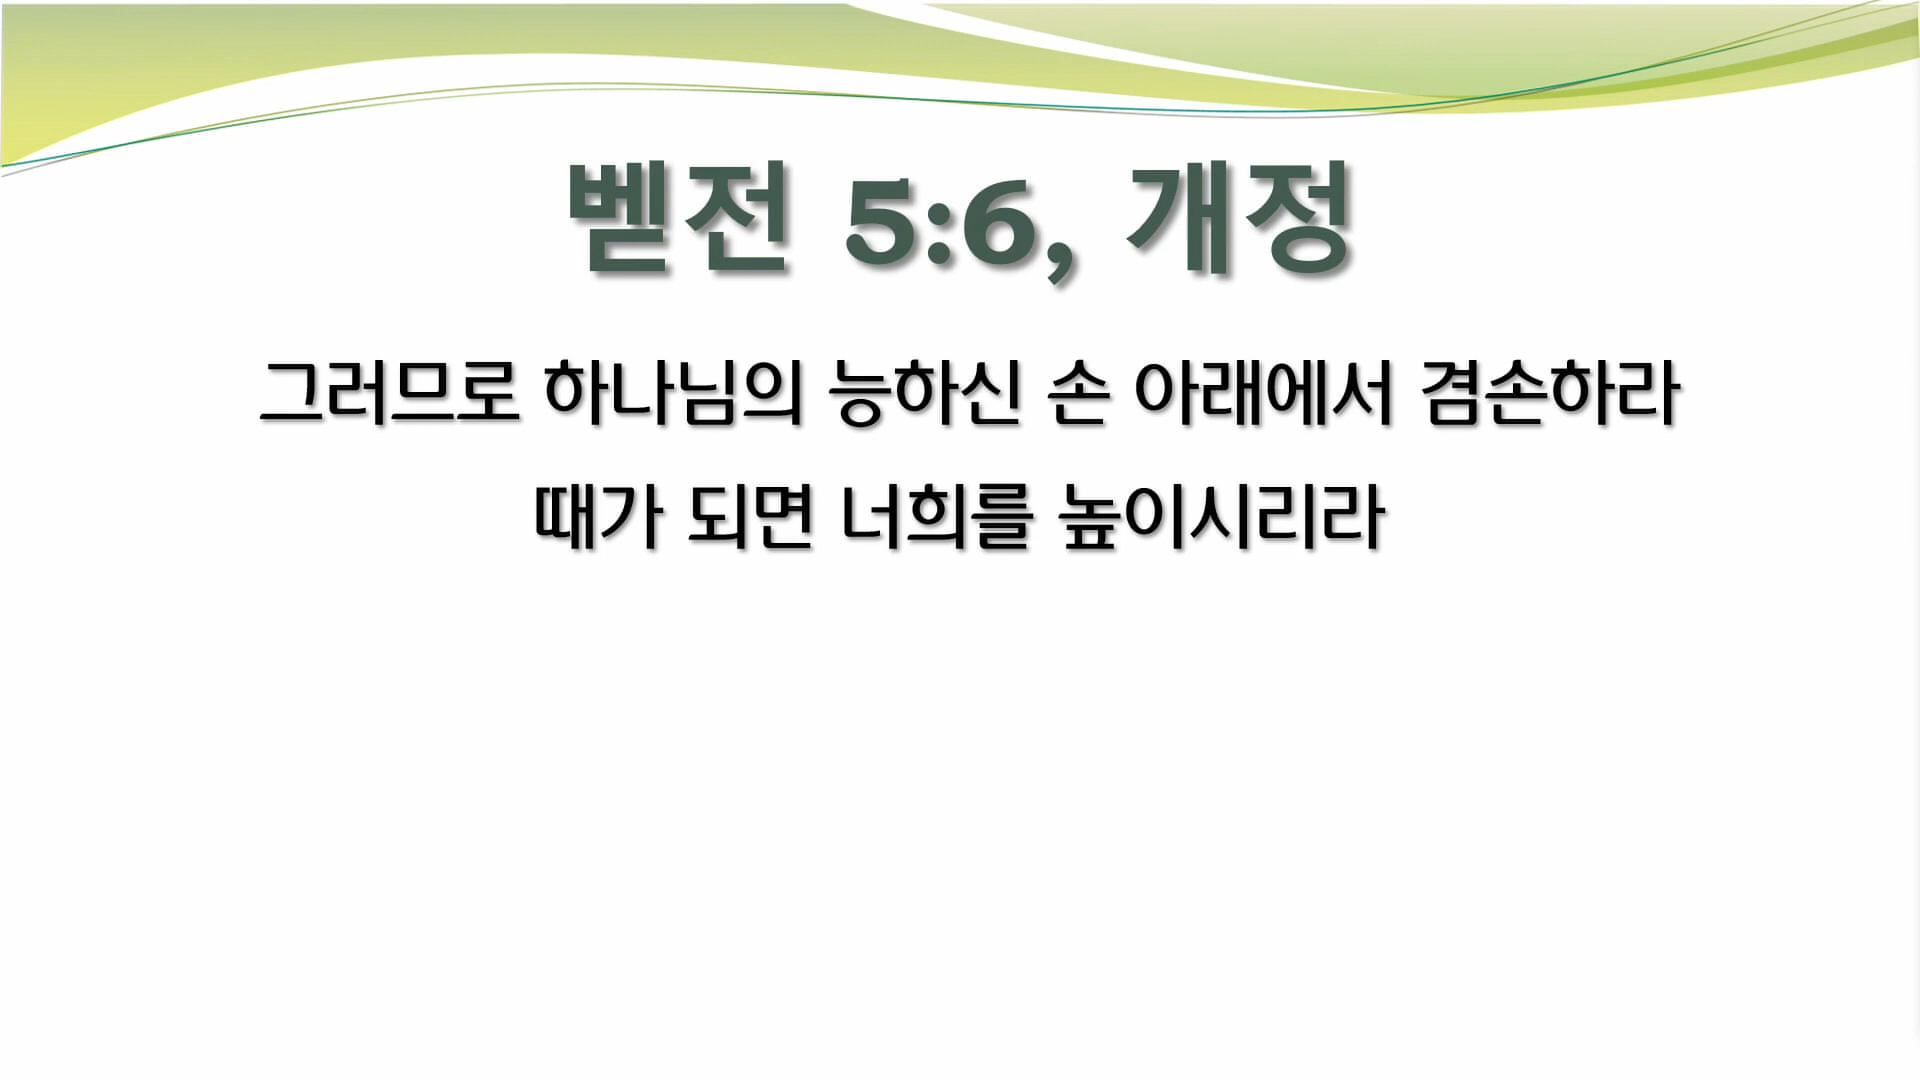 벧전 5:6, 개정
그러므로 하나님의 능하신 손 아래에서 겸손하라
때가 되면 너희를 높이시리라